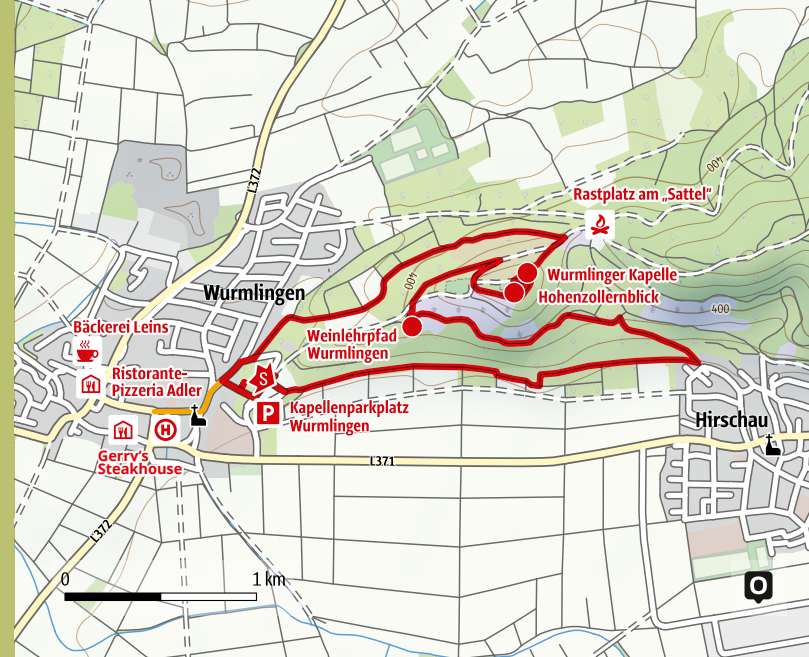 L372
400
Rastplatz am „Sattel“
Wurmlinger Kapelle
Hohenzollernblick
400
400
Wurmlingen
Bäckerei Leins
Weinlehrpfad
Wurmlingen
Ristorante-
Pizzeria Adler
S
P
Kapellenparkplatz
Wurmlingen
H
Hirschau
Gerry's
Steakhouse
L371
L372
0
1 km
O